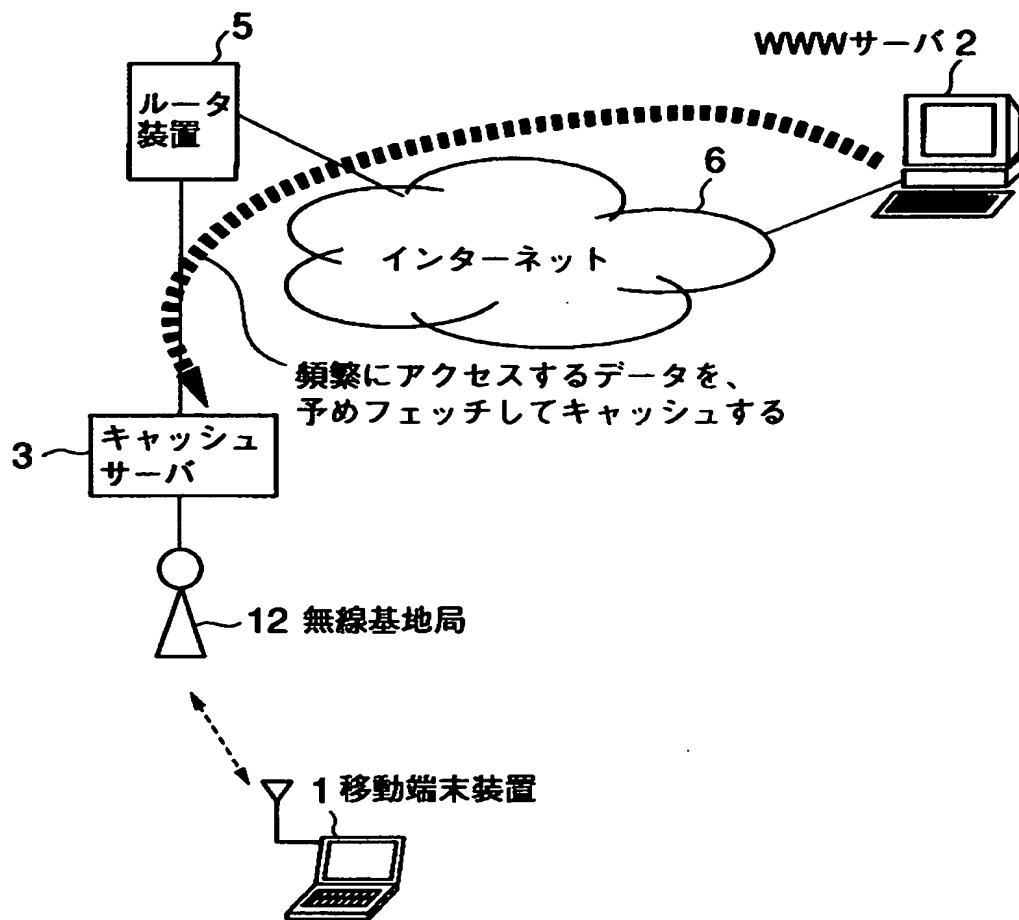 5
WWWサーバ 2
ルータ
装置
6
インターネット
頻繁にアクセスするデータを、
予めフェッチしてキャッシュする
3
キャッシュ
サーバ
12 無線基地局
1 移動端末装置